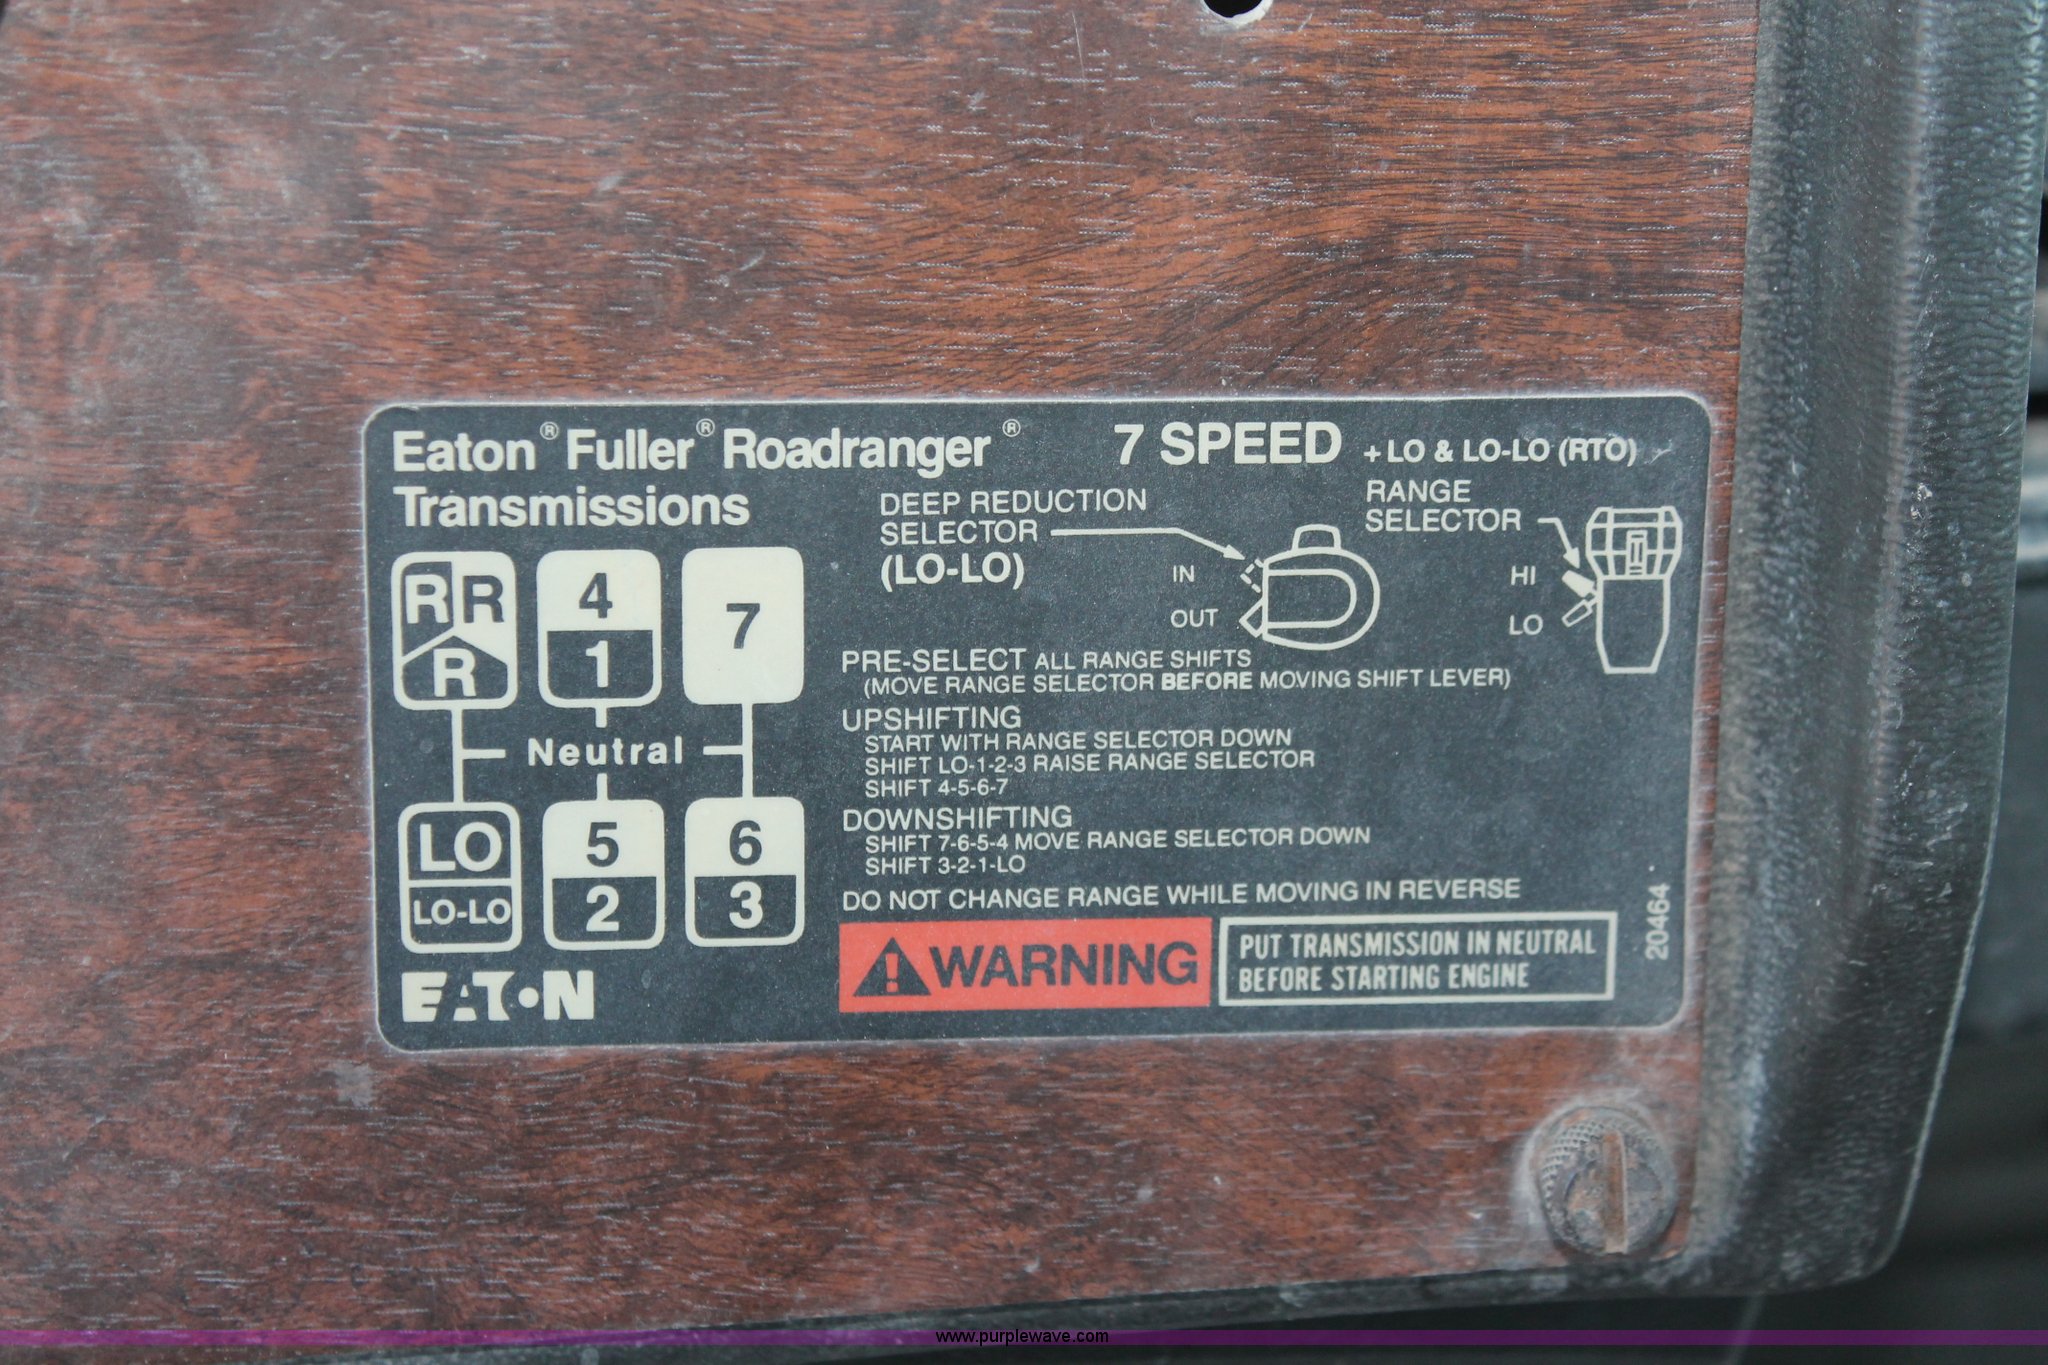 Eaton® Fuller® Roadranger®
Transmissions
7 SPEED +LO & LO-LO (RTO)
DEEP REDUCTION
SELECTOR
(LO-LO)
IN
OUT
RANGE
SELECTOR
HI
LO
R R
R
4
1
7
Neutral
LO
LO-LO
5
2
6
3
PRE-SELECT ALL RANGE SHIFTS
(MOVE RANGE SELECTOR BEFORE MOVING SHIFT LEVER)
UPSHIFTING
START WITH RANGE SELECTOR DOWN
SHIFT LO-1-2-3 RAISE RANGE SELECTOR
SHIFT 4-5-6-7
DOWNSHIFTING
SHIFT 7-6-5-4 MOVE RANGE SELECTOR DOWN
SHIFT 3-2-1-LO
DO NOT CHANGE RANGE WHILE MOVING IN REVERSE
EATON
WARNING
PUT TRANSMISSION IN NEUTRAL
BEFORE STARTING ENGINE
20464
www.purplewave.com